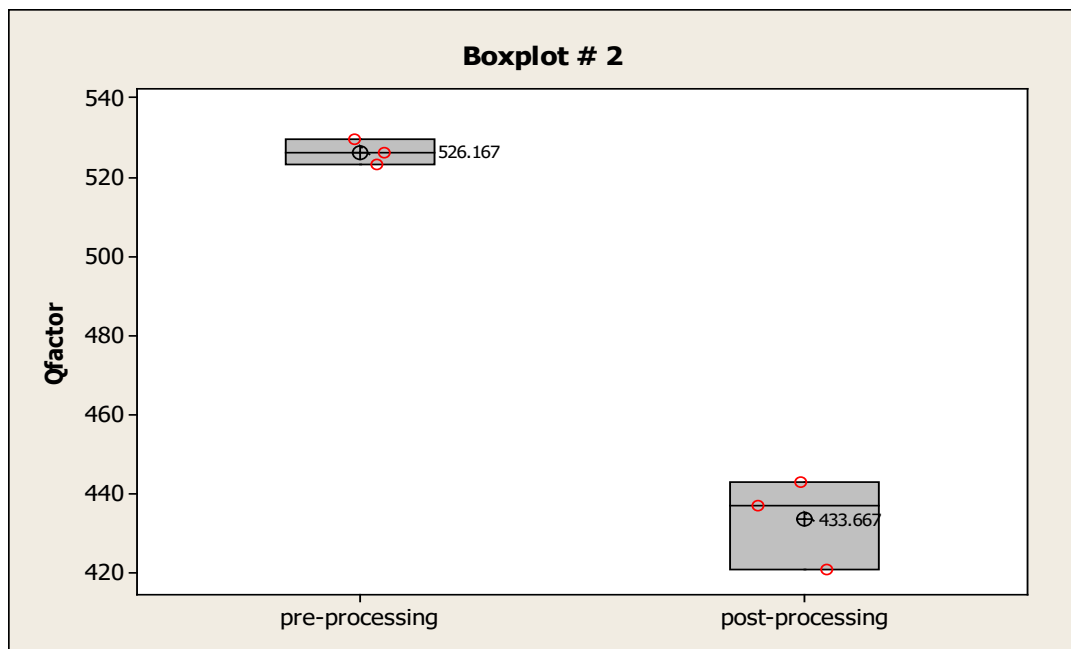 Boxplot # 2
Qfactor
540
520
500
480
460
440
420
526.167
433.667
pre-processing
post-processing